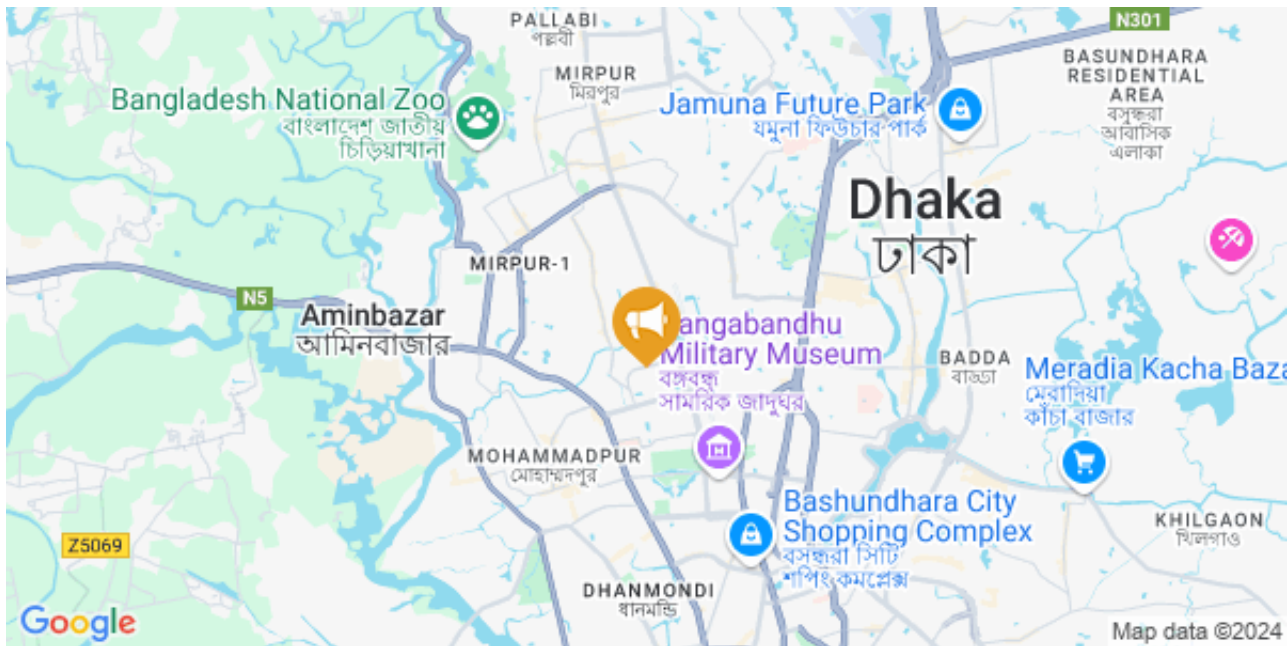 PALLABI
পল্লবী
N301
MIRPUR
মিরপুর
BASUNDHARA
RESIDENTIAL
AREA
বসুন্ধরা
আবাসিক
এলাকা
Bangladesh National Zoo
বাংলাদেশ জাতীয়
চিড়িয়াখানা
Jamuna Future Park
যমুনা ফিউচার পার্ক
Dhaka
ঢাকা
MIRPUR-1
N5
Aminbazar
আমিনবাজার
angabandhu
Military Museum
বঙ্গবন্ধু
সামরিক জাদুঘর
BADDA
বাড্ডা
Meradia Kacha Baza
মেরাদিয়া
কাঁচা বাজার
MOHAMMADPUR
মোহাম্মদপুর
Bashundhara City
Shopping Complex
বসুন্ধরা সিটি
শপিং কমপ্লেক্স
KHILGAON
খিলগাও
Z5069
DHANMONDI
ধানমন্ডি
Google
Map data ©2024